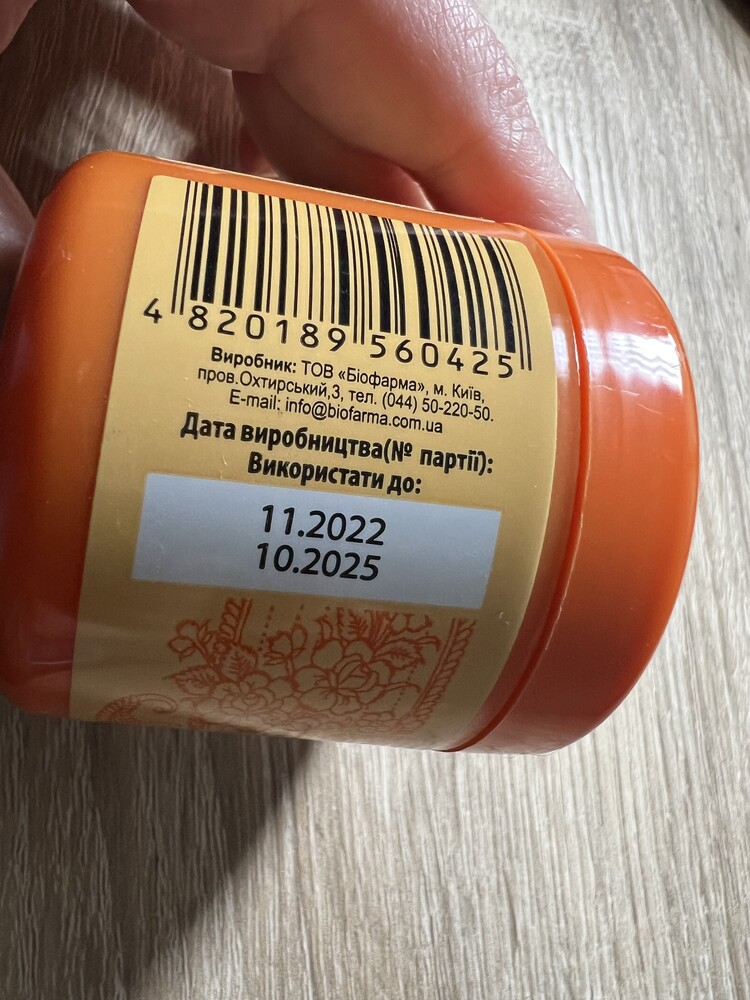 4 820189 560425
Виробник: ТОВ «Біофарма», м. Київ,
пров.Охтирський,3, тел. (044) 50-220-50.
E-mail: info@biofarma.com.ua
Дата виробництва(№ партії):
Використати до:
11.2022
10.2025